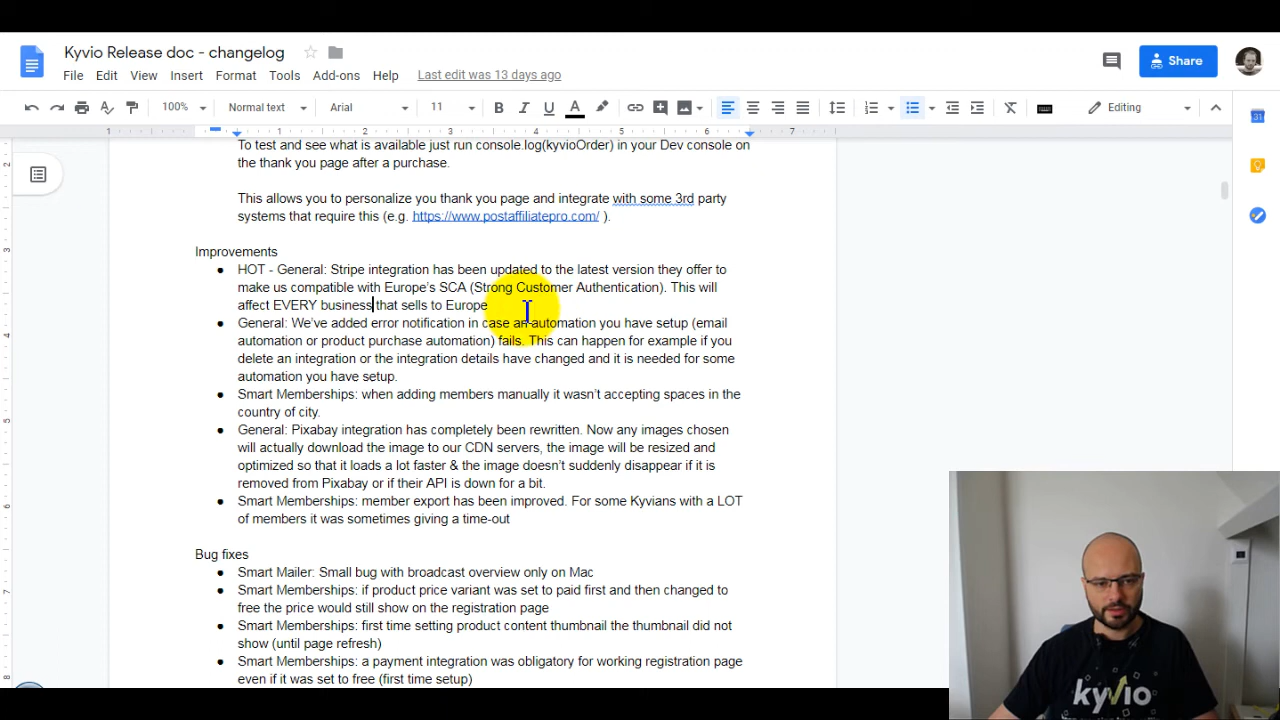 Kyvio Release doc - changelog
Share
File Edit View Insert Format Tools Add-ons Help Last edit was 13 days ago
100% Normal text Arial 11 B I U A Editing
1 1 2 3 4 5 6 7
To test and see what is available just run console.log(kyvioOrder) in your Dev console on
the thank you page after a purchase.
This allows you to personalize you thank you page and integrate with some 3rd party
systems that require this (e.g. https://www.postaffiliatepro.com/ ).
Improvements
● HOT - General: Stripe integration has been updated to the latest version they offer to
make us compatible with Europe's SCA (Strong Customer Authentication). This will
affect EVERY business that sells to Europe
● General: We've added error notification in case an automation you have setup (email
automation or product purchase automation) fails. This can happen for example if you
delete an integration or the integration details have changed and it is needed for some
automation you have setup.
● Smart Memberships: when adding members manually it wasn't accepting spaces in the
country of city.
● General: Pixabay integration has completely been rewritten. Now any images chosen
will actually download the image to our CDN servers, the image will be resized and
optimized so that it loads a lot faster & the image doesn't suddenly disappear if it is
removed from Pixabay or if their API is down for a bit.
● Smart Memberships: member export has been improved. For some Kyvians with a LOT
of members it was sometimes giving a time-out
Bug fixes
● Smart Mailer: Small bug with broadcast overview only on Mac
● Smart Memberships: if product price variant was set to paid first and then changed to
free the price would still show on the registration page
● Smart Memberships: first time setting product content thumbnail the thumbnail did not
show (until page refresh)
● Smart Memberships: a payment integration was obligatory for working registration page
even if it was set to free (first time setup)
2
3
4
5
6
7
8
31
kyvio